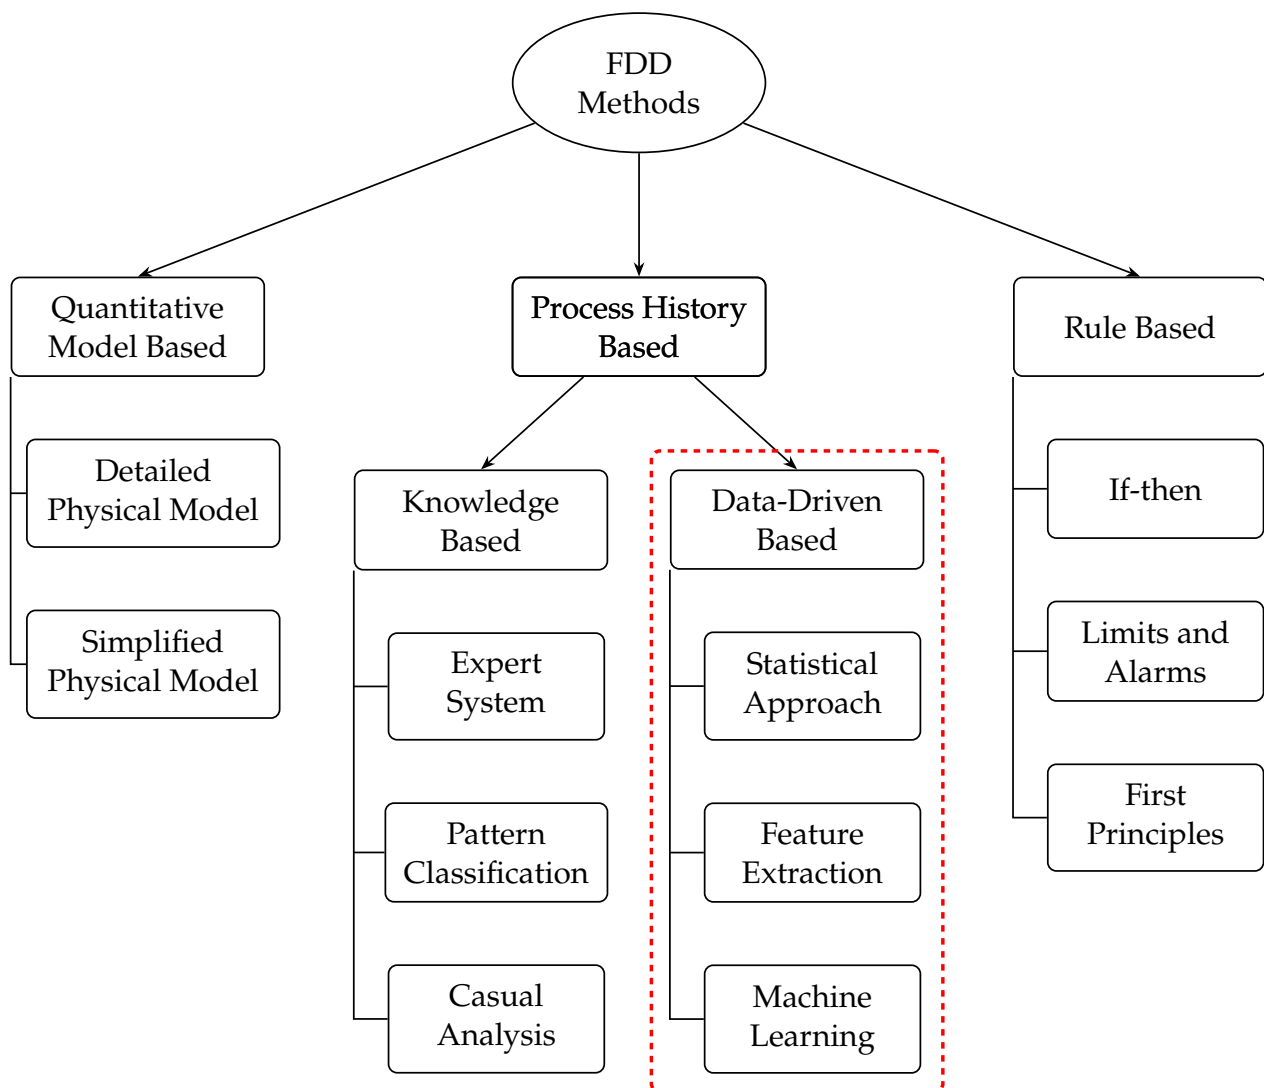 FDD
Methods
Quantitative
Model Based
Process History
Based
Rule Based
Detailed
Physical Model
Simplified
Physical Model
Knowledge
Based
Expert
System
Pattern
Classification
Casual
Analysis
Data-Driven
Based
Statistical
Approach
Feature
Extraction
Machine
Learning
If-then
Limits and
Alarms
First
Principles